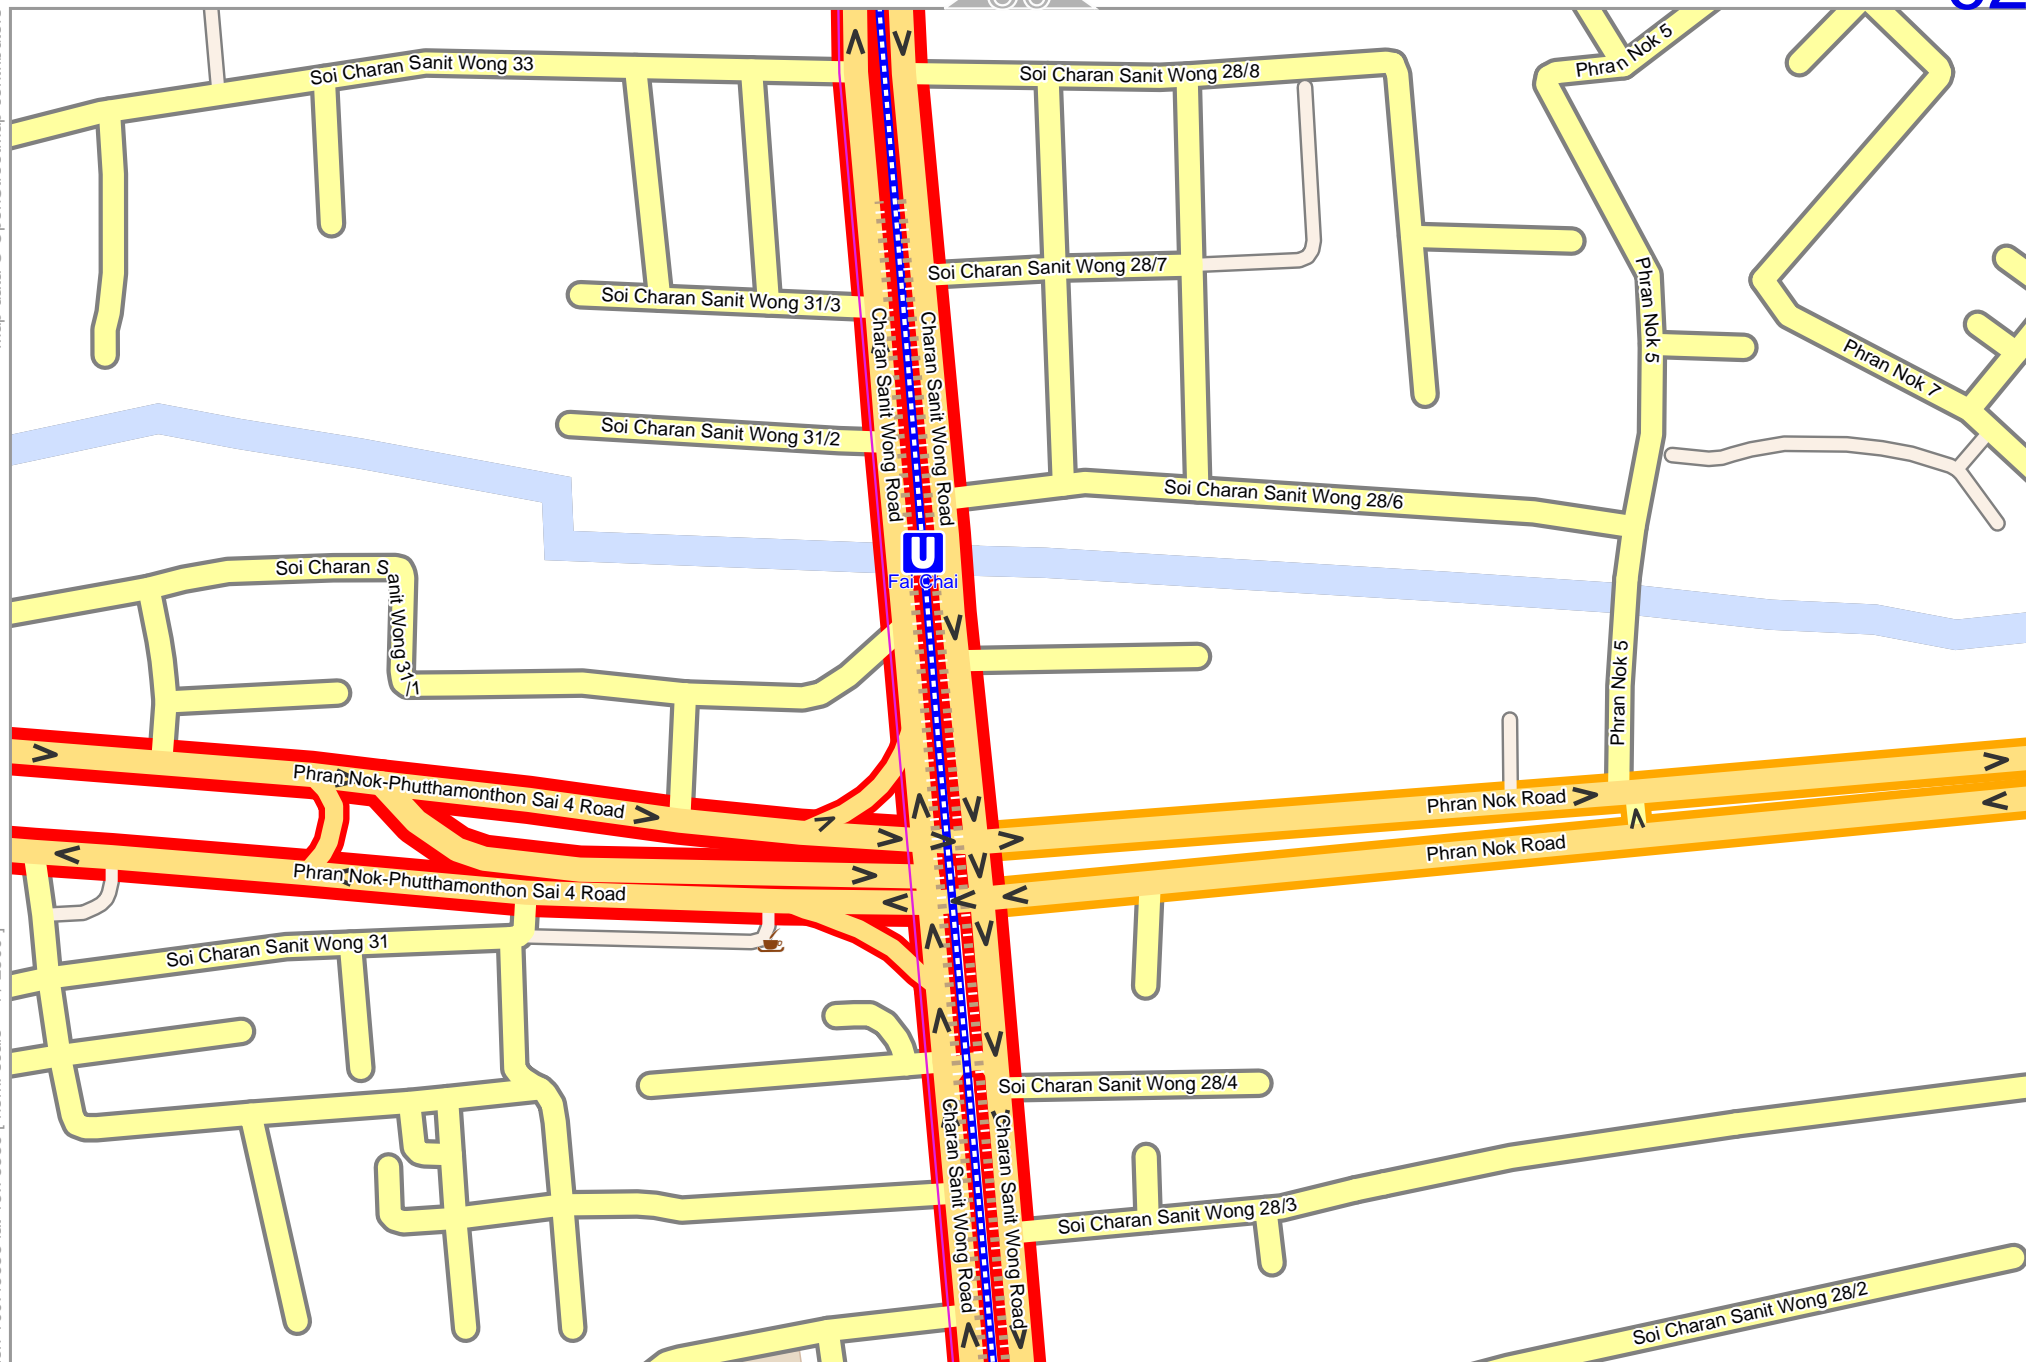 Soi Charan Sanit Wong 33
Soi Charan Sanit Wong 28/8
Phran Nok 5
Soi Charan Sanit Wong 28/7
Soi Charan Sanit Wong 31/3
Charan Sanit Wong Road
Charan Sanit Wong Road
Phran Nok 5
Phran Nok 7
Soi Charan Sanit Wong 31/2
Soi Charan Sanit Wong 28/6
U
Fai Chai
Soi Charan Sanit Wong 31/1
Phran Nok 5
Phran Nok-Phutthamonthon Sai 4 Road
Phran Nok Road
Phran Nok Road
Phran Nok-Phutthamonthon Sai 4 Road
Soi Charan Sanit Wong 31
Soi Charan Sanit Wong 28/4
Charan Sanit Wong Road
Charan Sanit Wong Road
Soi Charan Sanit Wong 28/3
Soi Charan Sanit Wong 28/2